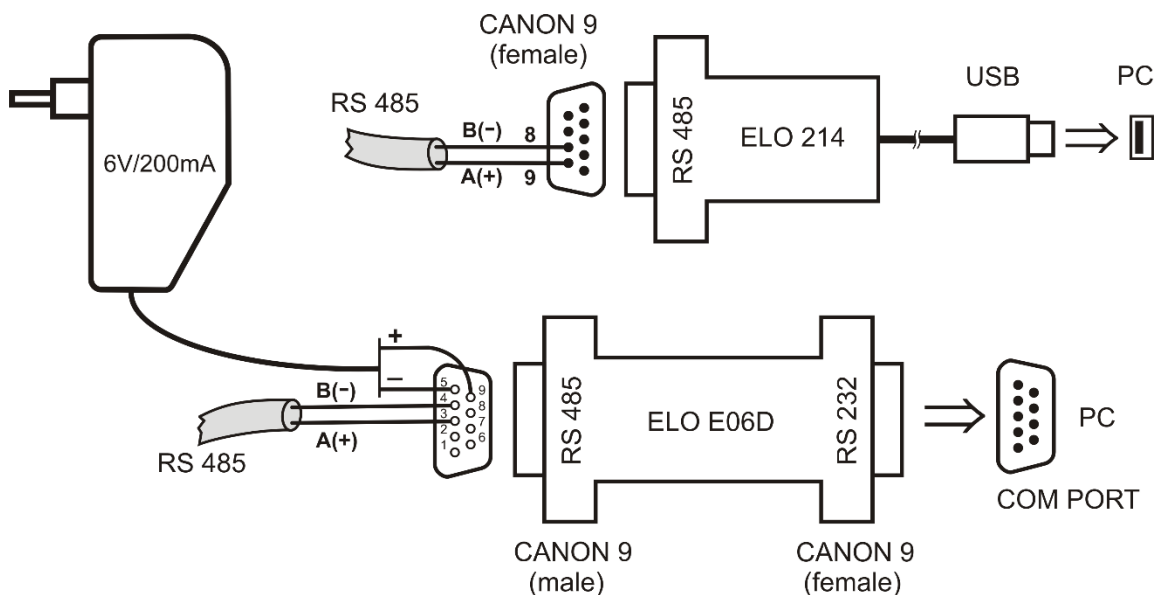 CANON 9
(female)
RS 485
B(-) 8
A(+) 9
RS 485
ELO 214
USB
PC
6V/200mA
+
–
B(-)
A(+)
RS 485
5
4
3
2
1
9
8
7
6
RS 485
ELO E06D
RS 232
PC
COM PORT
CANON 9
(male)
CANON 9
(female)